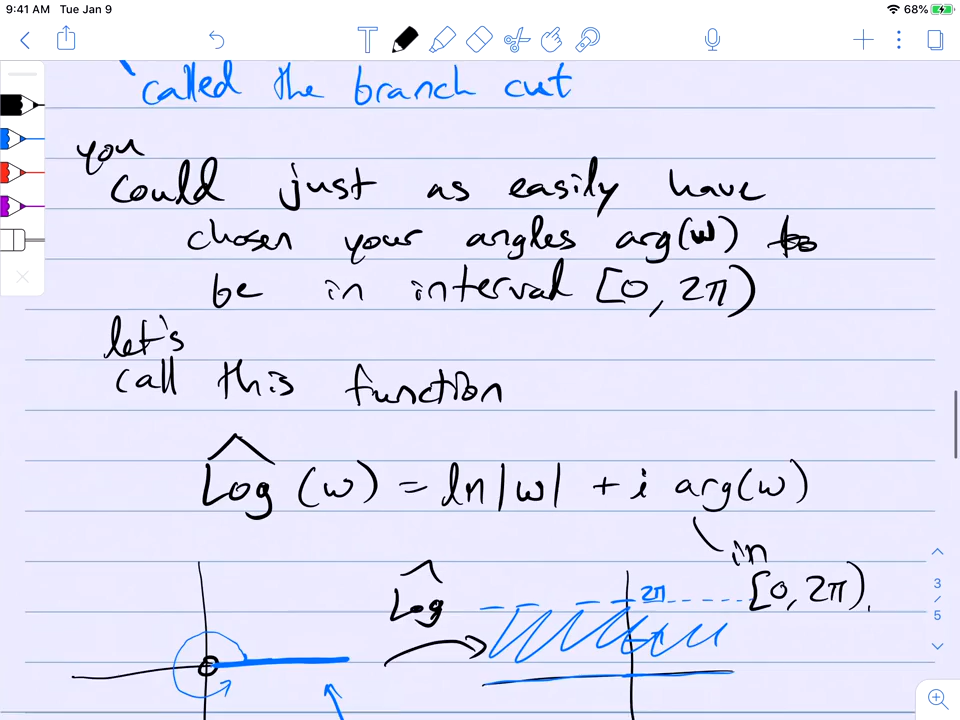 9:41 AM Tue Jan 9
68%
called the branch cut
you
could just as easily have
chosen your angles arg(w) to
be in interval [0, 2π)
let's
call this function
Log^ (w) = ln|w| + i arg(w)
in
[0, 2π).
Log^
2π
3
/
5